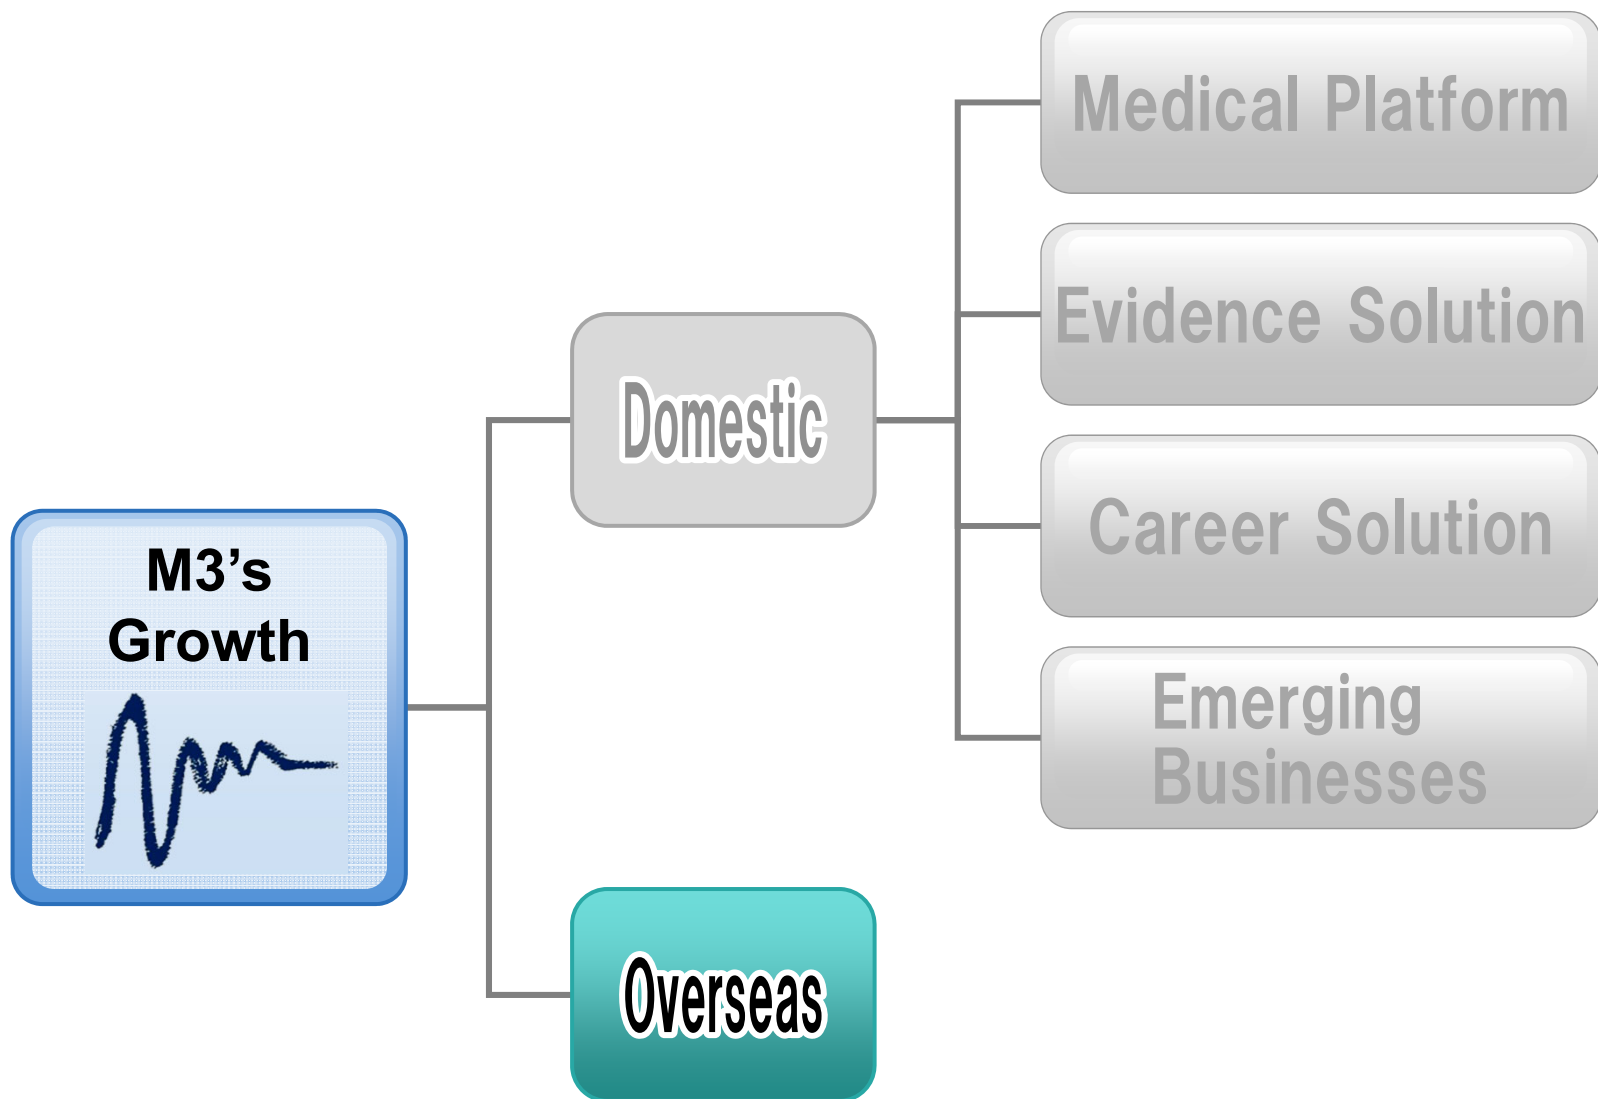 M3’s
Growth
Domestic
Overseas
Medical Platform
Evidence Solution
Career Solution
Emerging
Businesses